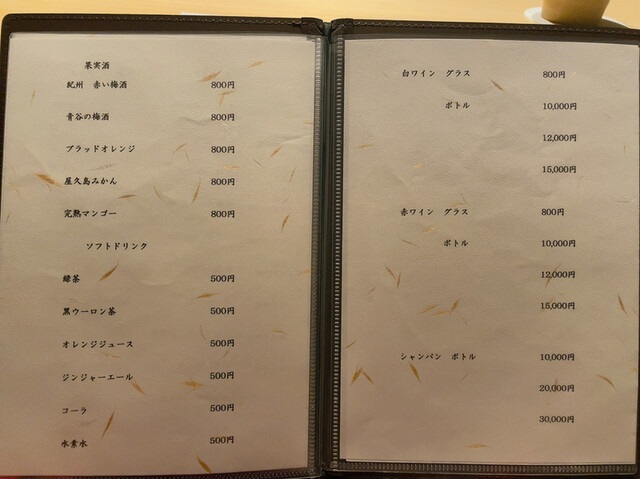 果実酒
紀州 赤い梅酒 800円
青谷の梅酒 800円
ブラッドオレンジ 800円
屋久島みかん 800円
完熟マンゴー 800円
ソフトドリンク
緑茶 500円
黒ウーロン茶 500円
オレンジジュース 500円
ジンジャーエール 500円
コーラ 500円
水素水 500円
白ワイン グラス 800円
ボトル 10,000円
12,000円
15,000円
赤ワイン グラス 800円
ボトル 10,000円
12,000円
15,000円
シャンパン ボトル 10,000円
20,000円
30,000円